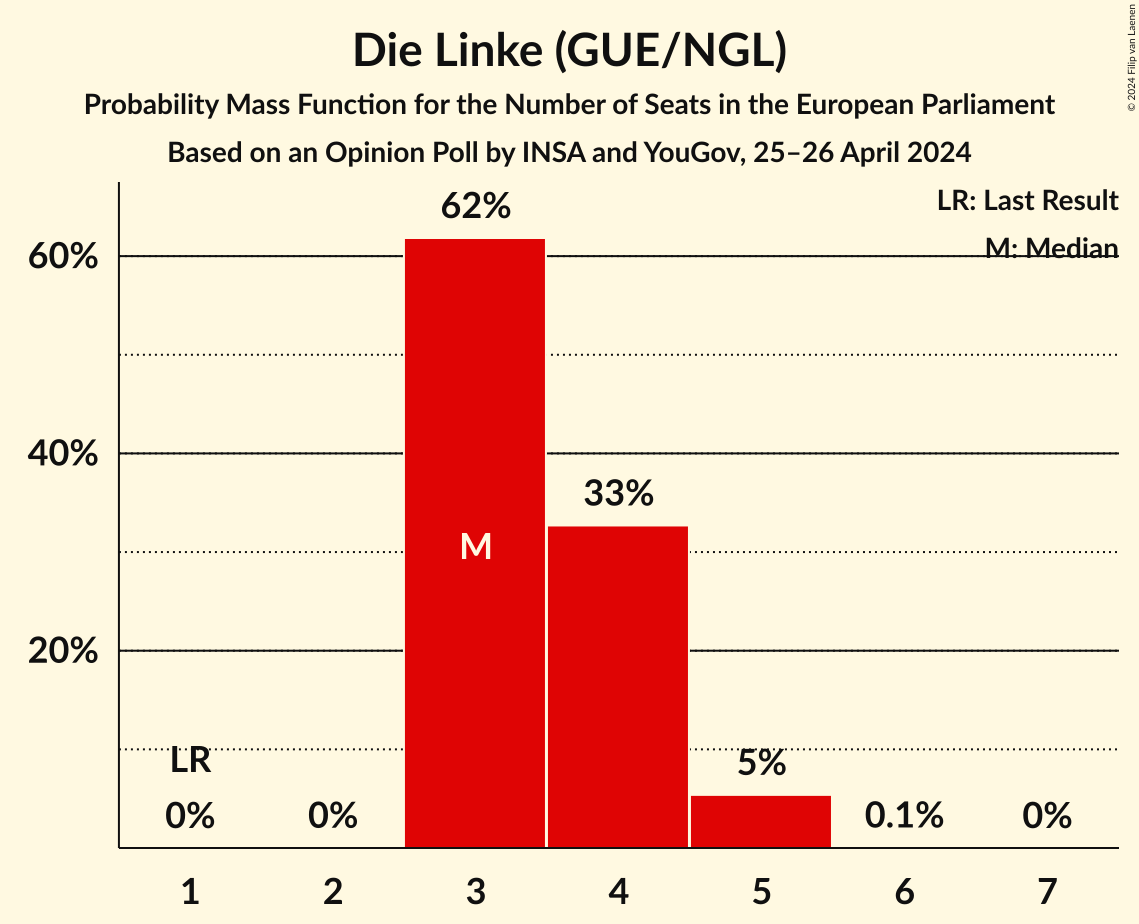 Die Linke (GUE/NGL)
Probability Mass Function for the Number of Seats in the European Parliament
Based on an Opinion Poll by INSA and YouGov, 25–26 April 2024
© 2024 Filip van Laenen
LR: Last Result
M: Median
62%
60%
40%
33%
M
20%
LR
5%
0%
0%
0.1%
0%
1
2
3
4
5
6
7